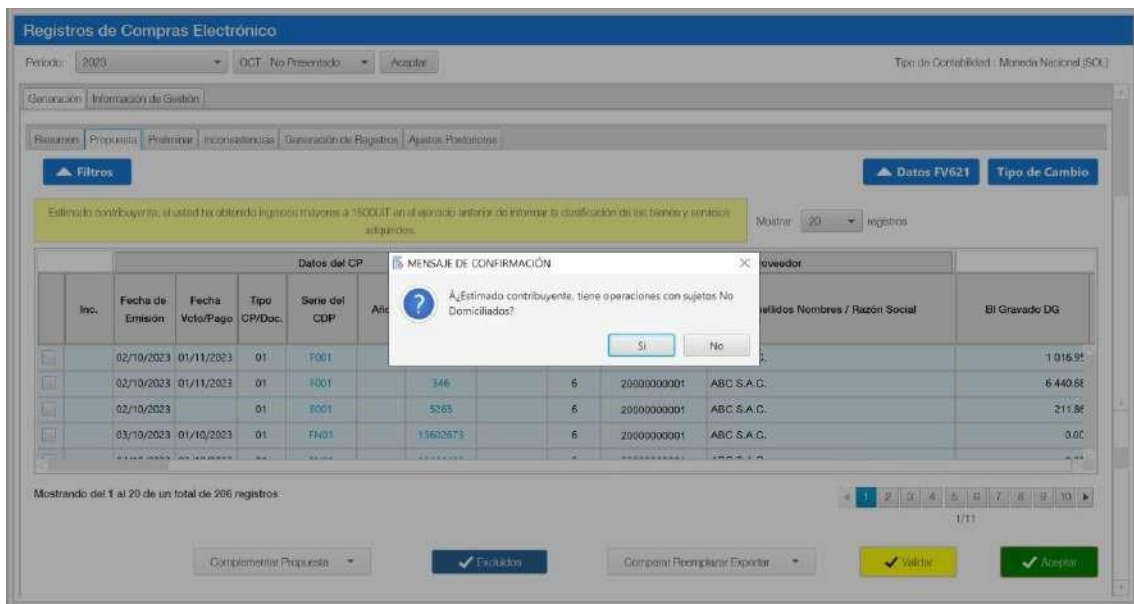 Registros de Compras Electrónico
Periodo: 2023 OCT - No Presentado Aceptar Tipo de Contabilidad : Moneda Nacional (SOL)
Generación Información de Gestión
Resumen Propuesta Preliminar Inconsistencias Generación de Registros Ajustes Posteriores
Filtros Datos FV621 Tipo de Cambio
Estimado contribuyente, si usted ha obtenido ingresos mayores a 1500UIT en el ejercicio anterior de informar la clasificación de los bienes y servicios
adquiridos.
Mostrar 20 registros
Datos del CP
MENSAJE DE CONFIRMACIÓN
Â¿Estimado contribuyente, tiene operaciones con sujetos No
Domiciliados?
Si No
Inc. Fecha de Emisión Fecha Vcto/Pago Tipo CP/Doc. Serie del CDP Nombres / Razón Social BI Gravado DG
02/10/2023 01/11/2023 01 F001 1 016.95
02/10/2023 01/11/2023 01 F001 346 6 20000000001 ABC S.A.C. 6 440.68
02/10/2023 01 5265 6 20000000001 ABC S.A.C. 211.86
03/10/2023 01/10/2023 01 FN01 15602673 6 20000000001 ABC S.A.C. 0.00
Mostrando del 1 al 20 de un total de 206 registros
1 2 3 4 5 6 7 8 9 10
1/11
Complementar Propuesta Excluidos Comparar Reemplazar Exportar Validar Aceptar